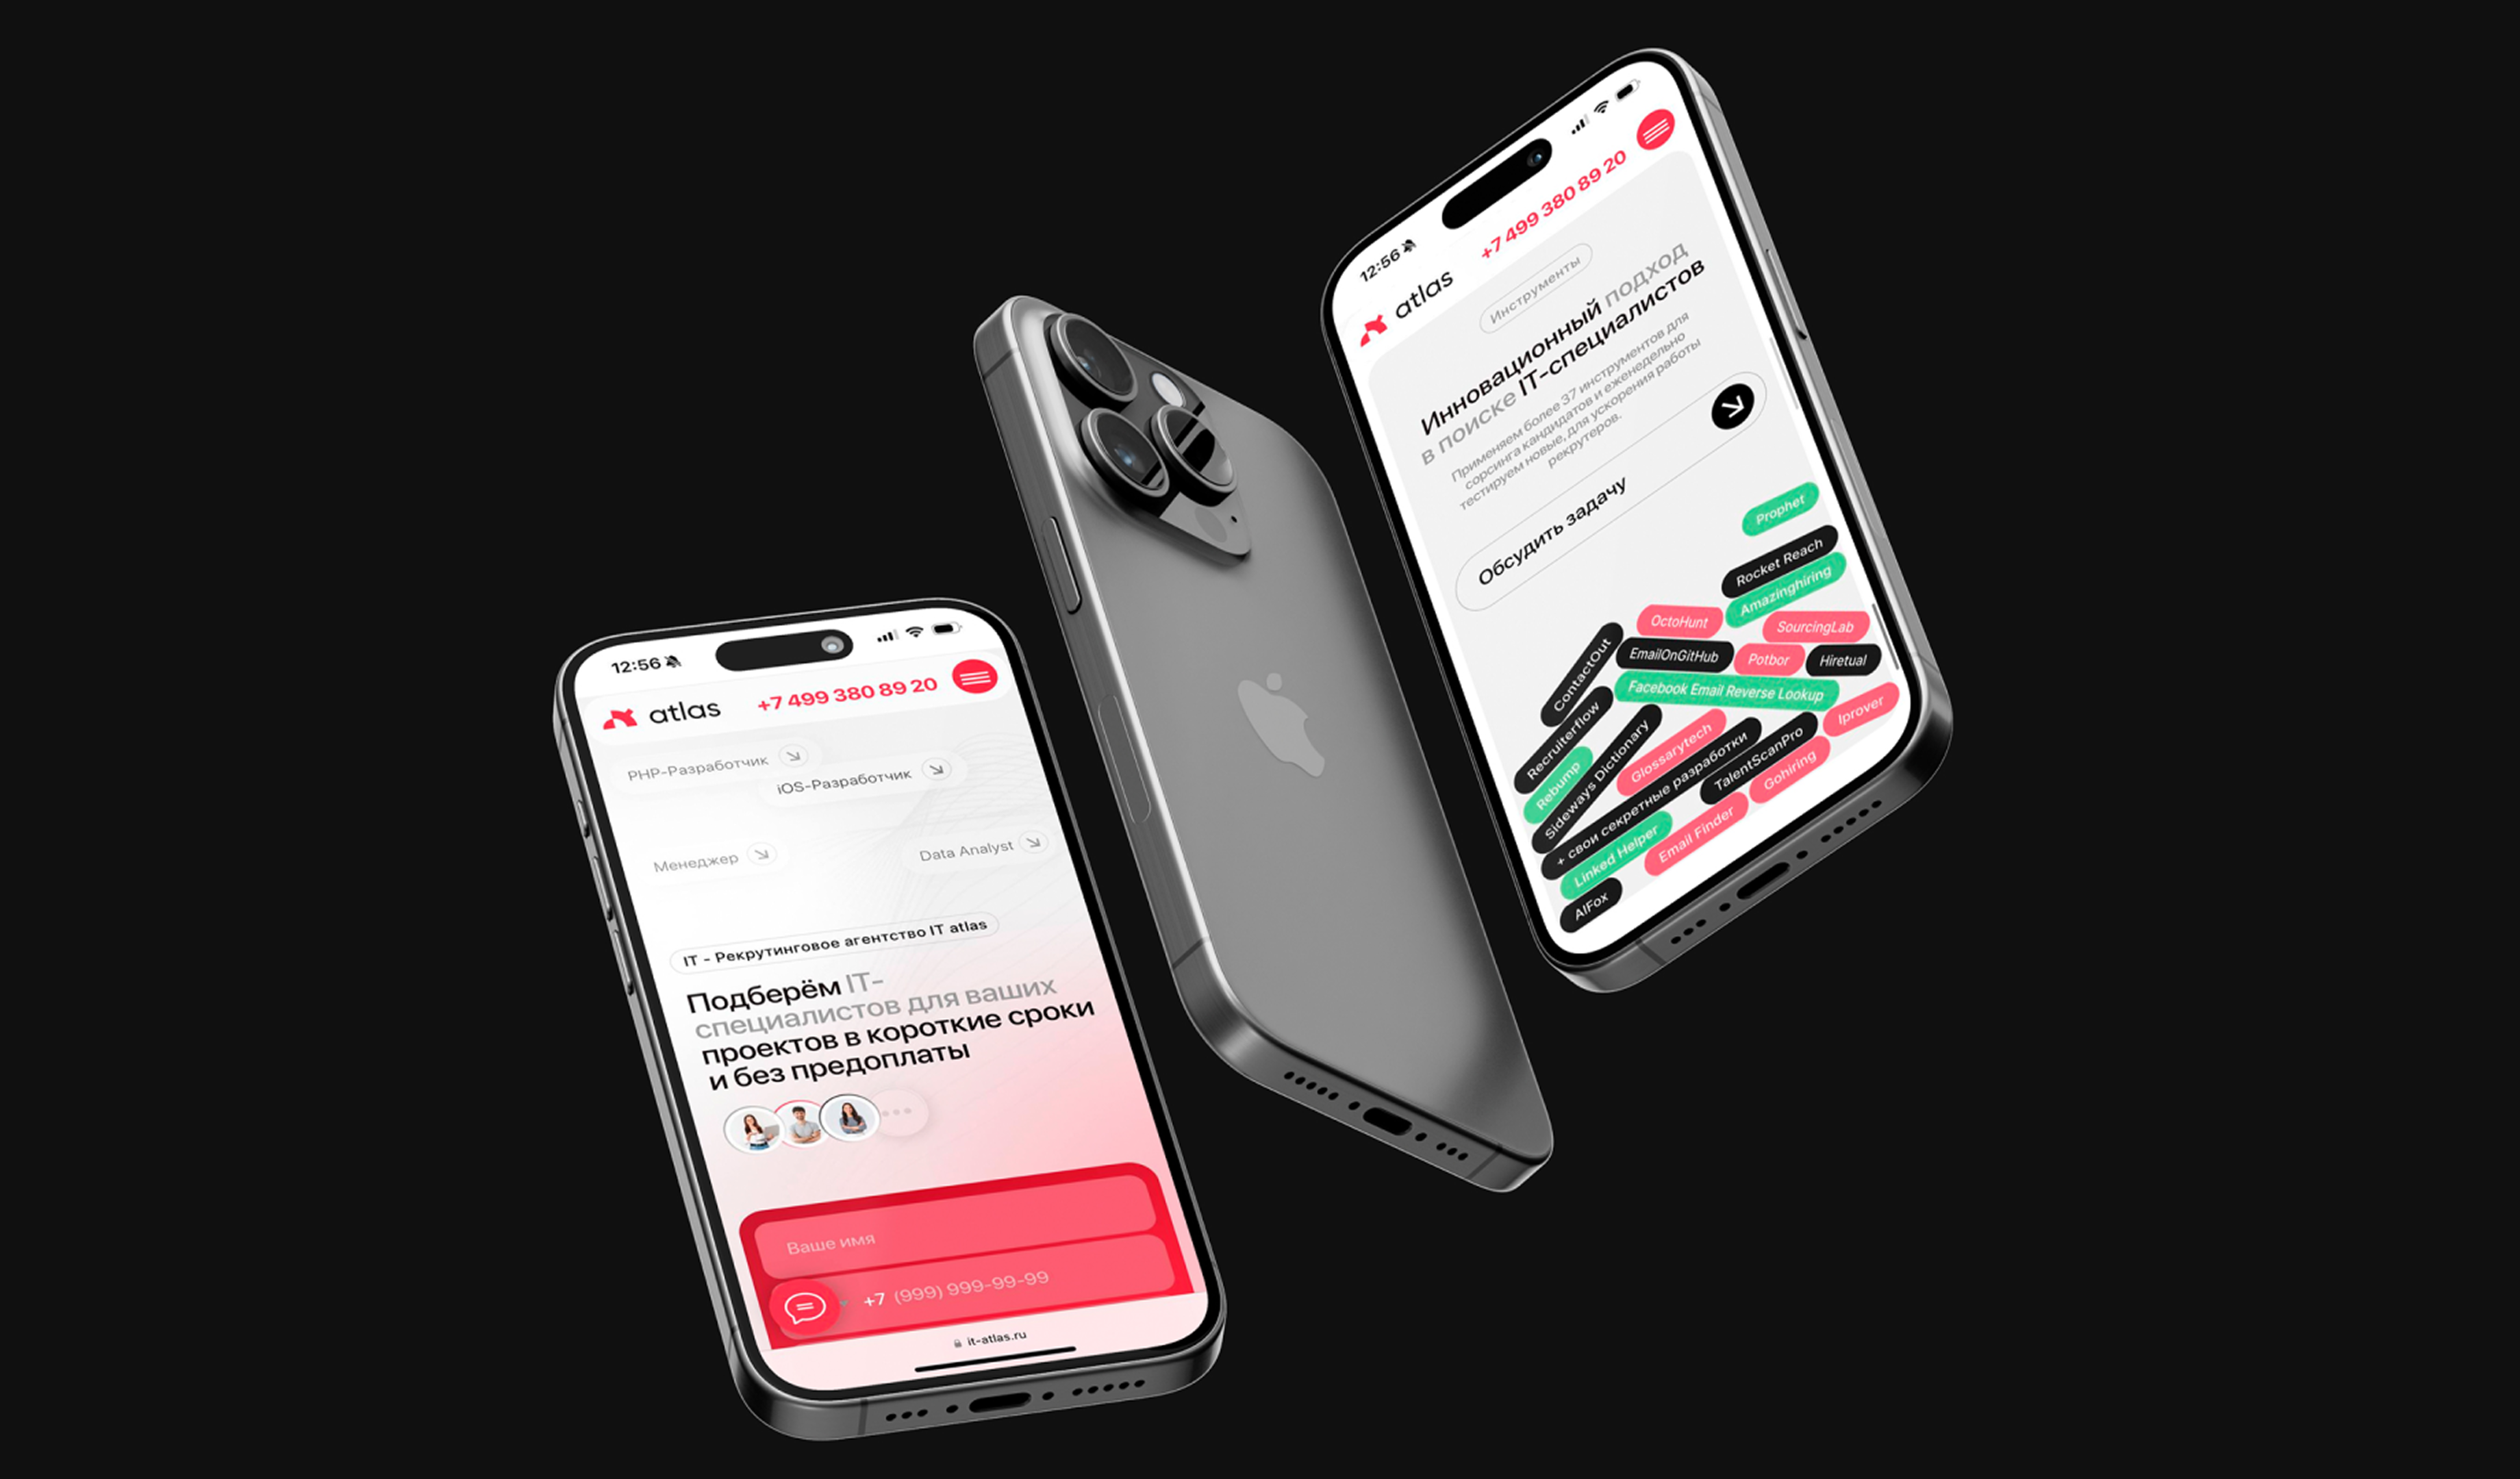 12:56
atlas
+7 499 380 89 20
PHP-Разработчик
iOS-Разработчик
Менеджер
Data Analyst
IT - Рекрутинговое агентство IT atlas
Подберём IT-
специалистов для ваших
проектов в короткие сроки
и без предоплаты
Ваше имя
+7 (999) 999-99-99
it-atlas.ru
12:56
atlas
+7 499 380 89 20
Инструменты
Инновационный подход
в поиске IT-специалистов
Применяем более 37 инструментов для
сорсинга кандидатов и еженедельно
тестируем новые, для ускорения работы
рекрутеров.
Обсудить задачу
Prophet
Rocket Reach
Amazinghiring
OctoHunt
SourcingLab
ContactOut
EmailOnGitHub
Potbor
Hiretual
Facebook Email Reverse Lookup
Recruiterflow
Iprover
Rebump
Sideways Dictionary
Glossarytech
+ свои секретные разработки
TalentScanPro
Gohiring
Linked Helper
Email Finder
AIFox